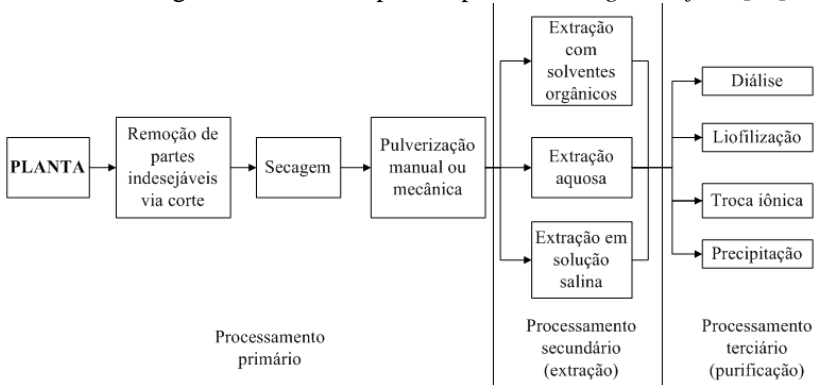 PLANTA
Remoção de
partes
indesejáveis
via corte
Secagem
Pulverização
manual ou
mecânica
Extração
com
solventes
orgânicos
Extração
aquosa
Extração em
solução
salina
Diálise
Liofilização
Troca iônica
Precipitação
Processamento
primário
Processamento
secundário
(extração)
Processamento
terciário
(purificação)